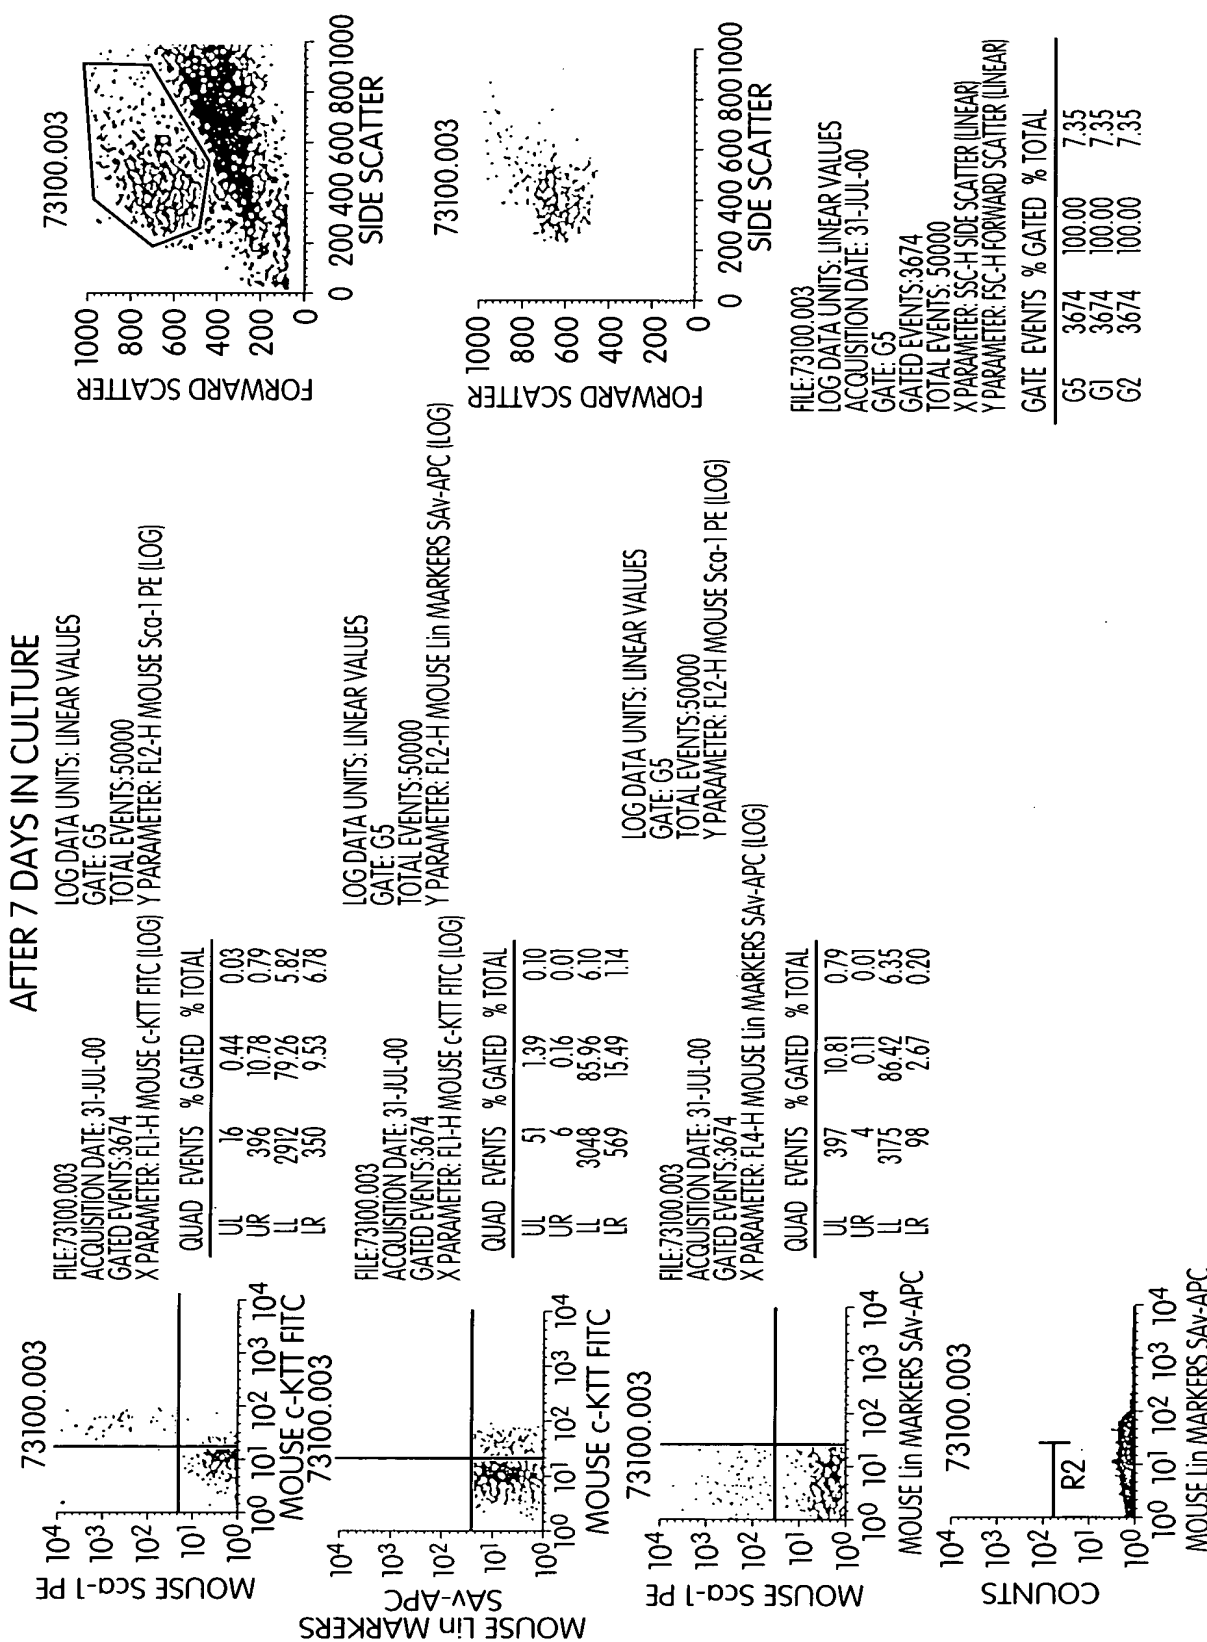 AFTER 7 DAYS IN CULTURE
73100.003
MOUSE Sca-1 PE
10⁴
10³
10²
10¹
10⁰
10⁰ 10¹ 10² 10³ 10⁴
MOUSE c-KTT FITC
FILE:73100.003
ACQUISITION DATE: 31-JUL-00
GATED EVENTS:3674
X PARAMETER: FL1-H MOUSE c-KTT FITC (LOG)
LOG DATA UNITS: LINEAR VALUES
GATE: G5
TOTAL EVENTS:50000
Y PARAMETER: FL2-H MOUSE Sca-1 PE (LOG)
QUAD EVENTS % GATED % TOTAL
UL 16 0.44 0.03
UR 396 10.78 0.79
LL 2912 79.26 5.82
LR 350 9.53 6.78
73100.003
FORWARD SCATTER
1000
800
600
400
200
0
0 200 400 600 800 1000
SIDE SCATTER
73100.003
MOUSE Lin MARKERS
SAv-APC
10⁴
10³
10²
10¹
10⁰
10⁰ 10¹ 10² 10³ 10⁴
MOUSE c-KTT FITC
FILE:73100.003
ACQUISITION DATE: 31-JUL-00
GATED EVENTS:3674
X PARAMETER: FL1-H MOUSE c-KTT FITC (LOG)
LOG DATA UNITS: LINEAR VALUES
GATE: G5
TOTAL EVENTS:50000
Y PARAMETER: FL2-H MOUSE Lin MARKERS SAv-APC (LOG)
QUAD EVENTS % GATED % TOTAL
UL 51 1.39 0.10
UR 6 0.16 0.01
LL 3048 85.96 6.10
LR 569 15.49 1.14
73100.003
FORWARD SCATTER
1000
800
600
400
200
0
0 200 400 600 800 1000
SIDE SCATTER
73100.003
MOUSE Sca-1 PE
10⁴
10³
10²
10¹
10⁰
10⁰ 10¹ 10² 10³ 10⁴
MOUSE Lin MARKERS SAv-APC
FILE:73100.003
ACQUISITION DATE: 31-JUL-00
GATED EVENTS:3674
X PARAMETER: FL4-H MOUSE Lin MARKERS SAv-APC (LOG)
LOG DATA UNITS: LINEAR VALUES
GATE: G5
TOTAL EVENTS:50000
Y PARAMETER: FL2-H MOUSE Sca-1 PE (LOG)
QUAD EVENTS % GATED % TOTAL
UL 397 10.81 0.79
UR 4 0.11 0.01
LL 3175 86.42 6.35
LR 98 2.67 0.20
FILE:73100.003
LOG DATA UNITS: LINEAR VALUES
ACQUISITION DATE: 31-JUL-00
GATE: G5
GATED EVENTS:3674
TOTAL EVENTS: 50000
X PARAMETER: SSC-H SIDE SCATTER (LINEAR)
Y PARAMETER: FSC-H FORWARD SCATTER (LINEAR)
GATE EVENTS % GATED % TOTAL
G5 3674 100.00 7.35
G1 3674 100.00 7.35
G2 3674 100.00 7.35
73100.003
COUNTS
10⁴
10³
10²
10¹
10⁰
R2
10⁰ 10¹ 10² 10³ 10⁴
MOUSE Lin MARKERS SAv-APC